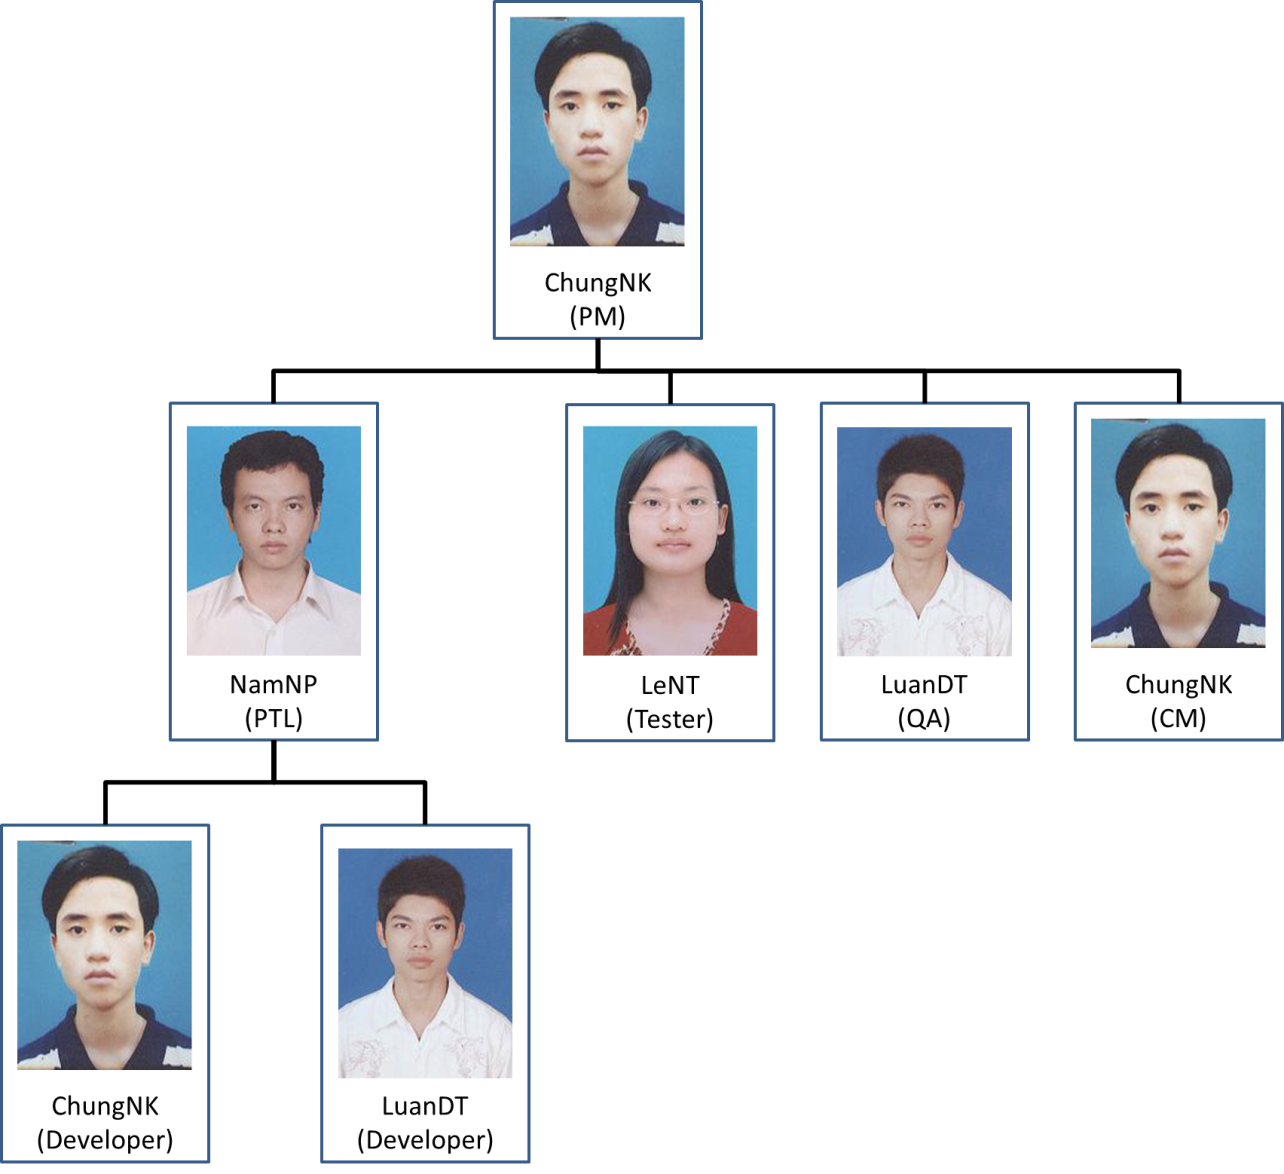 ChungNK
(PM)
NamNP
(PTL)
LeNT
(Tester)
LuanDT
(QA)
ChungNK
(CM)
ChungNK
(Developer)
LuanDT
(Developer)